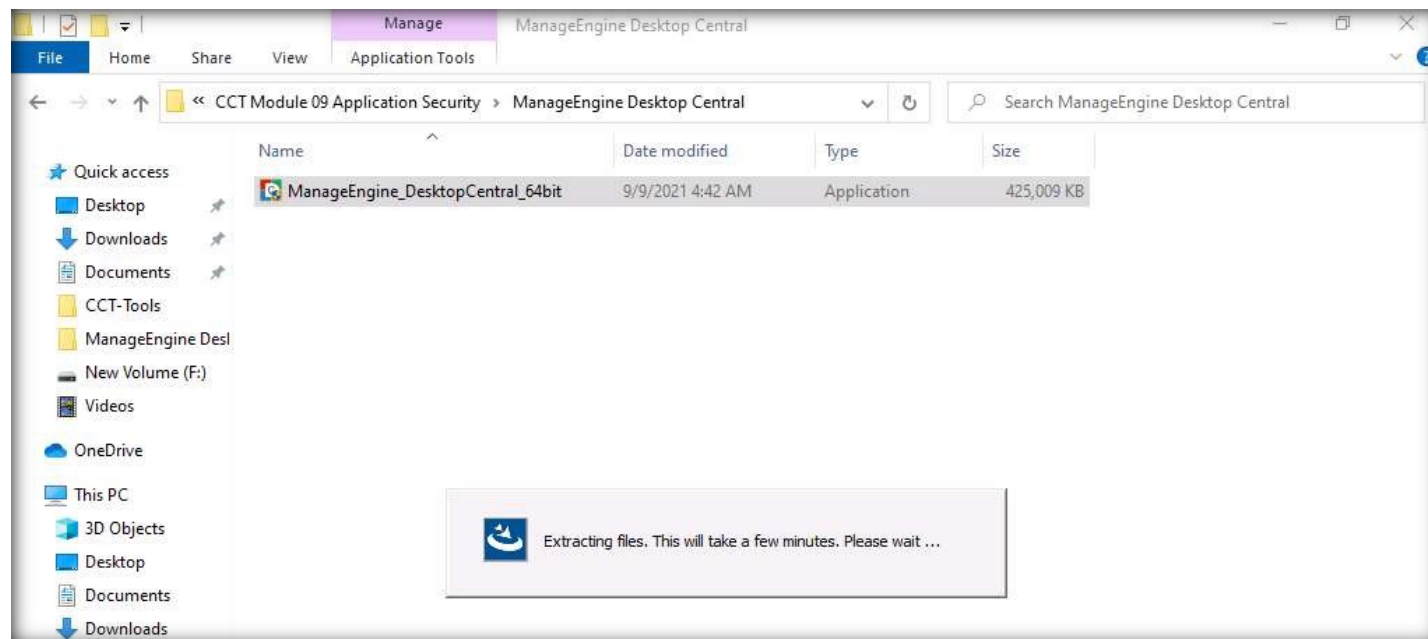 Manage ManageEngine Desktop Central
File Home Share View Application Tools
« CCT Module 09 Application Security › ManageEngine Desktop Central Search ManageEngine Desktop Central
Name Date modified Type Size
ManageEngine_DesktopCentral_64bit 9/9/2021 4:42 AM Application 425,009 KB
Quick access
Desktop
Downloads
Documents
CCT-Tools
ManageEngine Desl
New Volume (F:)
Videos
OneDrive
This PC
3D Objects
Desktop
Documents
Downloads
Extracting files. This will take a few minutes. Please wait ...